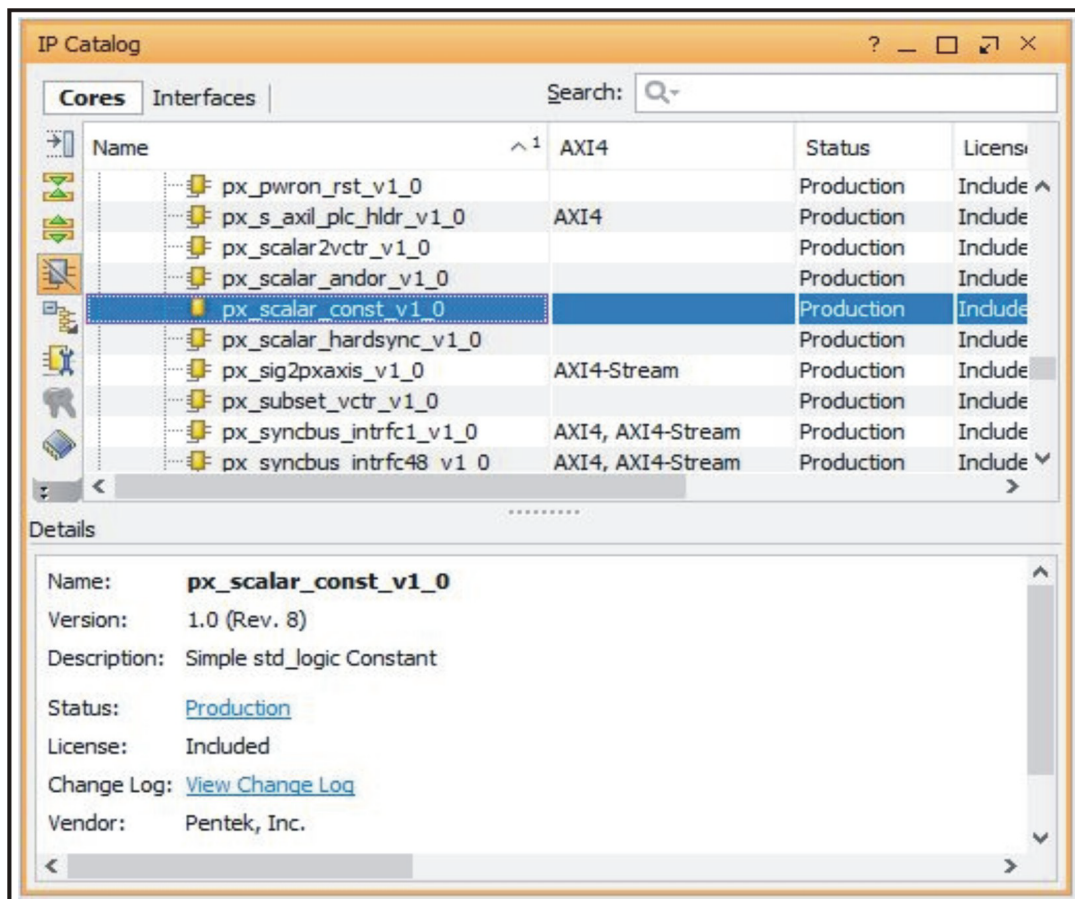 IP Catalog
Cores Interfaces Search:
Name 1 AXI4 Status License
px_pwron_rst_v1_0 Production Include
px_s_axil_plc_hldr_v1_0 AXI4 Production Include
px_scalar2vctr_v1_0 Production Include
px_scalar_andor_v1_0 Production Include
px_scalar_const_v1_0 Production Include
px_scalar_hardsync_v1_0 Production Include
px_sig2pxaxis_v1_0 AXI4-Stream Production Include
px_subset_vctr_v1_0 Production Include
px_syncbus_intrfc1_v1_0 AXI4, AXI4-Stream Production Include
px_syncbus_intrfc48_v1_0 AXI4, AXI4-Stream Production Include
Details
Name: px_scalar_const_v1_0
Version: 1.0 (Rev. 8)
Description: Simple std_logic Constant
Status: Production
License: Included
Change Log: View Change Log
Vendor: Pentek, Inc.